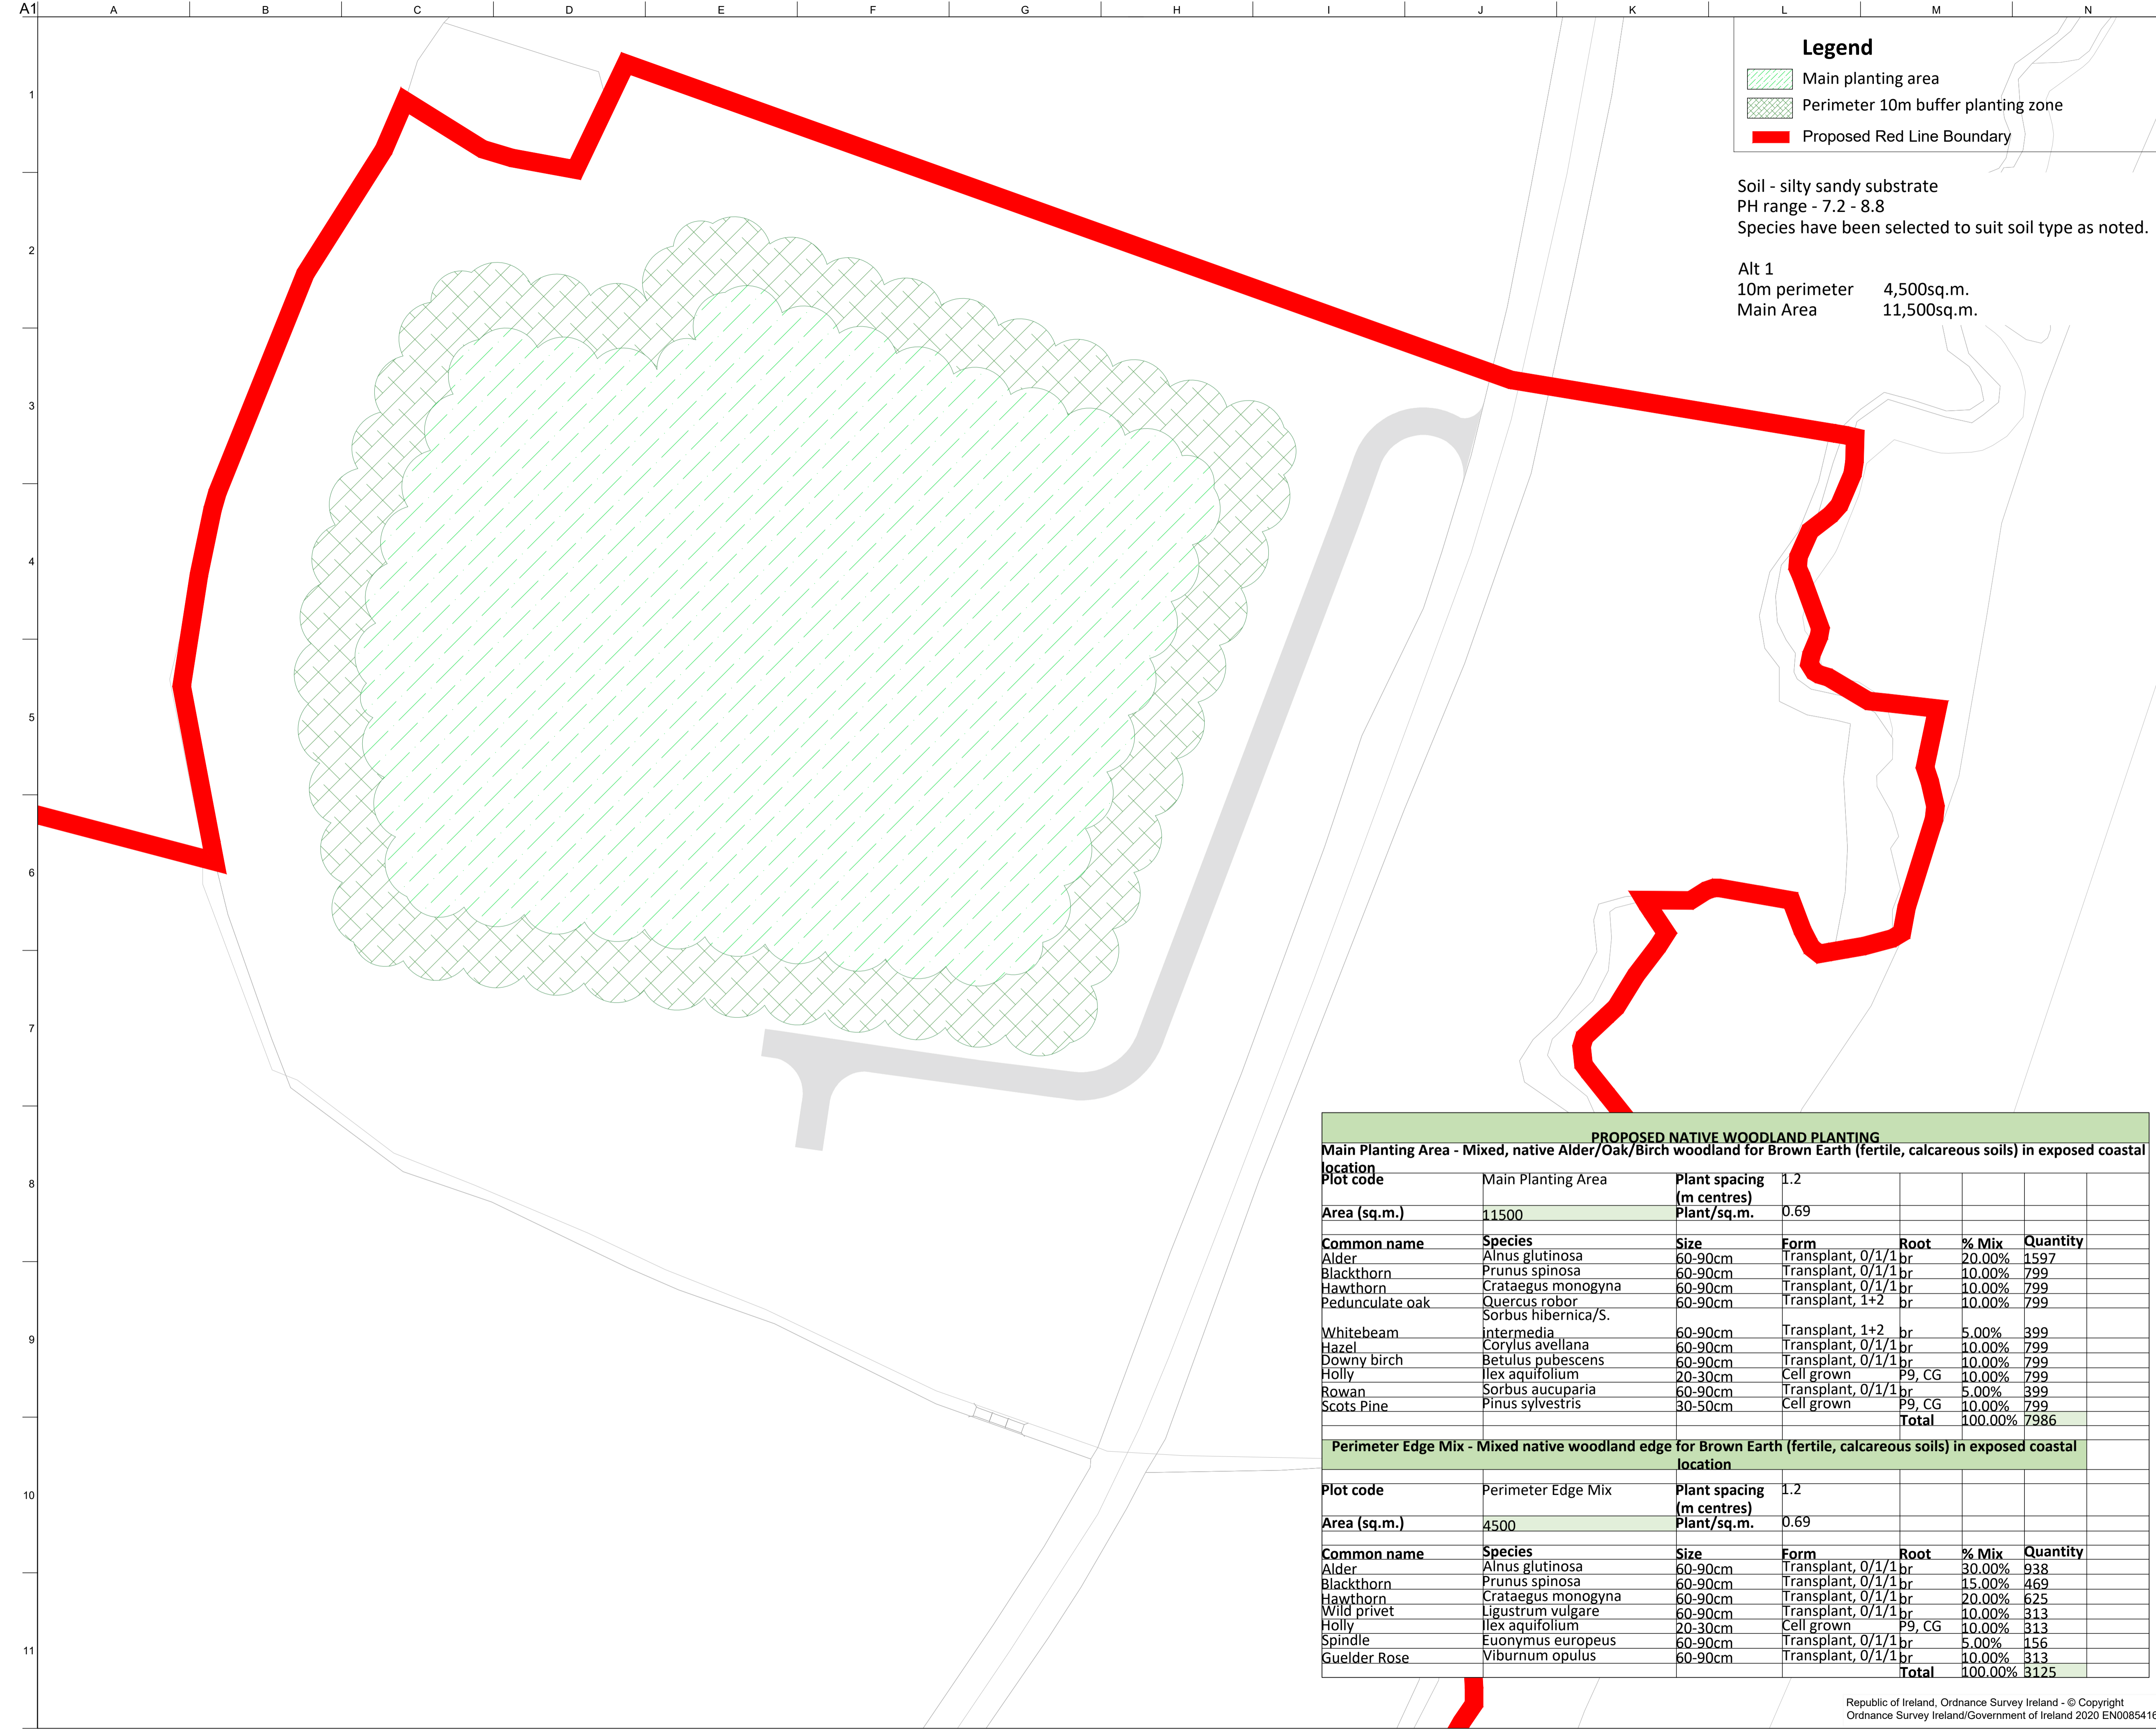 A1 A B C D E F G H I J K L M N
1
2
3
4
5
6
7
8
9
10
11
Legend
Main planting area
Perimeter 10m buffer planting zone
Proposed Red Line Boundary
Soil - silty sandy substrate
PH range - 7.2 - 8.8
Species have been selected to suit soil type as noted.
Alt 1
10m perimeter 4,500sq.m.
Main Area 11,500sq.m.
PROPOSED NATIVE WOODLAND PLANTING
Main Planting Area - Mixed, native Alder/Oak/Birch woodland for Brown Earth (fertile, calcareous soils) in exposed coastal
location
Plot code Main Planting Area Plant spacing 1.2
(m centres)
Area (sq.m.) 11500 Plant/sq.m. 0.69
Common name Species Size Form Root % Mix Quantity
Alder Alnus glutinosa 60-90cm Transplant, 0/1/1 br 20.00% 1597
Blackthorn Prunus spinosa 60-90cm Transplant, 0/1/1 br 10.00% 799
Hawthorn Crataegus monogyna 60-90cm Transplant, 0/1/1 br 10.00% 799
Pedunculate oak Quercus robor 60-90cm Transplant, 1+2 br 10.00% 799
Sorbus hibernica/S.
Whitebeam intermedia 60-90cm Transplant, 1+2 br 5.00% 399
Hazel Corylus avellana 60-90cm Transplant, 0/1/1 br 10.00% 799
Downy birch Betulus pubescens 60-90cm Transplant, 0/1/1 br 10.00% 799
Holly Ilex aquifolium 20-30cm Cell grown P9, CG 10.00% 799
Rowan Sorbus aucuparia 60-90cm Transplant, 0/1/1 br 5.00% 399
Scots Pine Pinus sylvestris 30-50cm Cell grown P9, CG 10.00% 799
Total 100.00% 7986
Perimeter Edge Mix - Mixed native woodland edge for Brown Earth (fertile, calcareous soils) in exposed coastal
location
Plot code Perimeter Edge Mix Plant spacing 1.2
(m centres)
Area (sq.m.) 4500 Plant/sq.m. 0.69
Common name Species Size Form Root % Mix Quantity
Alder Alnus glutinosa 60-90cm Transplant, 0/1/1 br 30.00% 938
Blackthorn Prunus spinosa 60-90cm Transplant, 0/1/1 br 15.00% 469
Hawthorn Crataegus monogyna 60-90cm Transplant, 0/1/1 br 20.00% 625
Wild privet Ligustrum vulgare 60-90cm Transplant, 0/1/1 br 10.00% 313
Holly Ilex aquifolium 20-30cm Cell grown P9, CG 10.00% 313
Spindle Euonymus europeus 60-90cm Transplant, 0/1/1 br 5.00% 156
Guelder Rose Viburnum opulus 60-90cm Transplant, 0/1/1 br 10.00% 313
Total 100.00% 3125
Republic of Ireland, Ordnance Survey Ireland - © Copyright
Ordnance Survey Ireland/Government of Ireland 2020 EN0085416